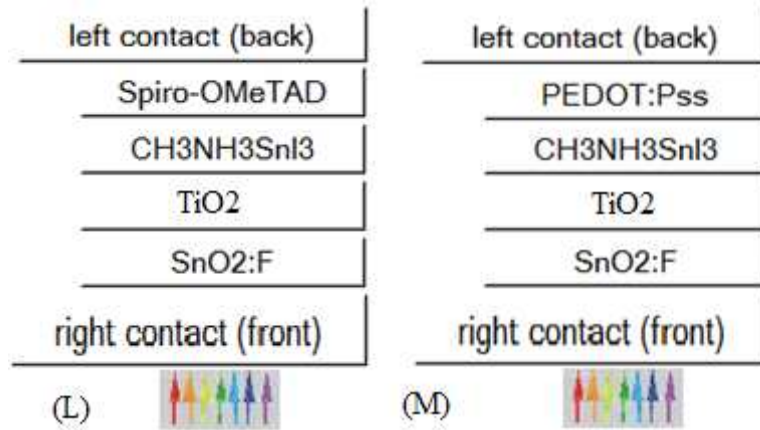 left contact (back)
Spiro-OMeTAD
CH3NH3SnI3
TiO2
SnO2:F
right contact (front)
(L)
left contact (back)
PEDOT:Pss
CH3NH3SnI3
TiO2
SnO2:F
right contact (front)
(M)